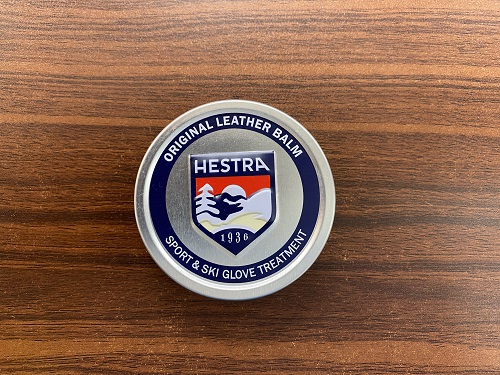 ORIGINAL LEATHER BALM
HESTRA
1936
SPORT & SKI GLOVE TREATMENT